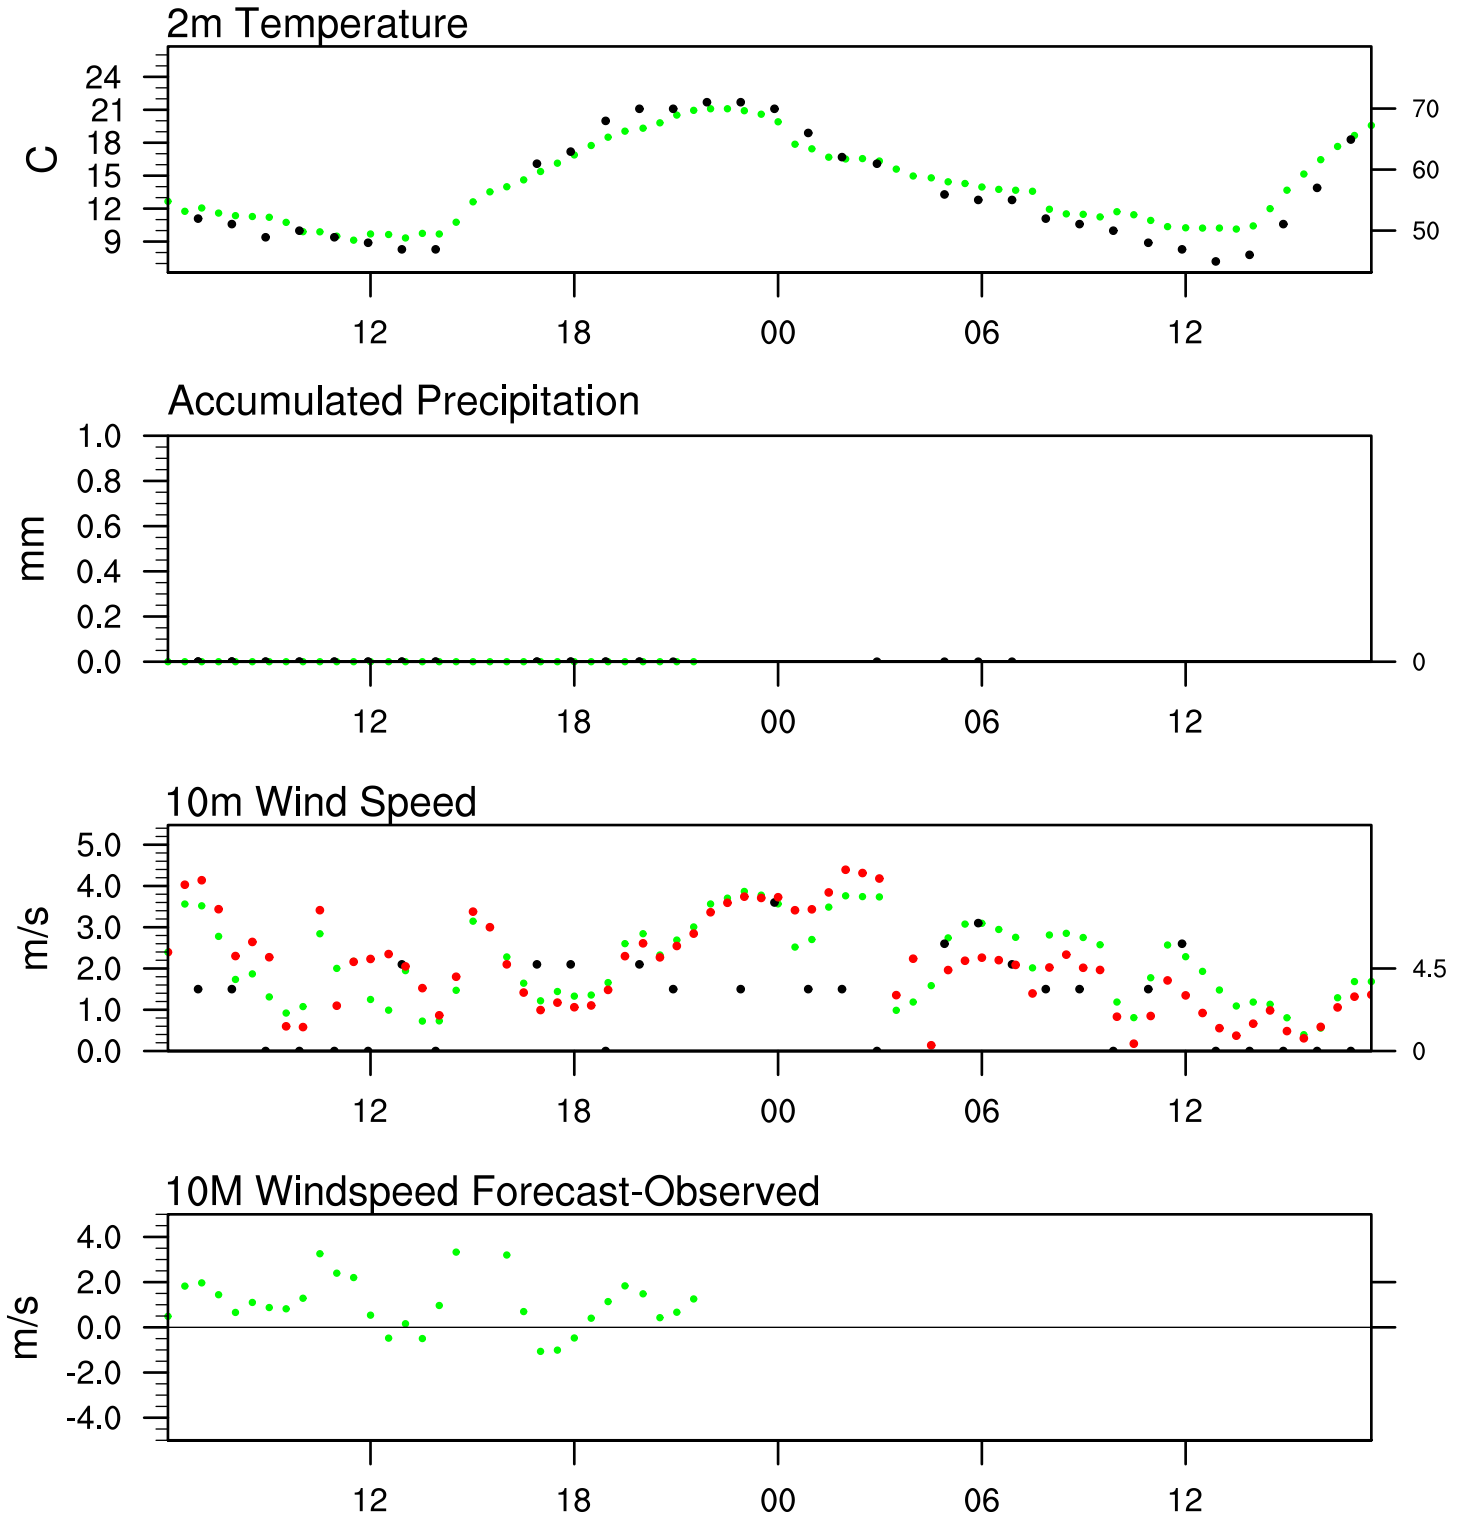 2m Temperature
24
21
18
15
12
9
C
70
60
50
12 18 00 06 12
Accumulated Precipitation
1.0
0.8
0.6
0.4
0.2
0.0
mm
0
12 18 00 06 12
10m Wind Speed
5.0
4.0
3.0
2.0
1.0
0.0
m/s
4.5
0
12 18 00 06 12
10M Windspeed Forecast-Observed
4.0
2.0
0.0
-2.0
-4.0
m/s
12 18 00 06 12